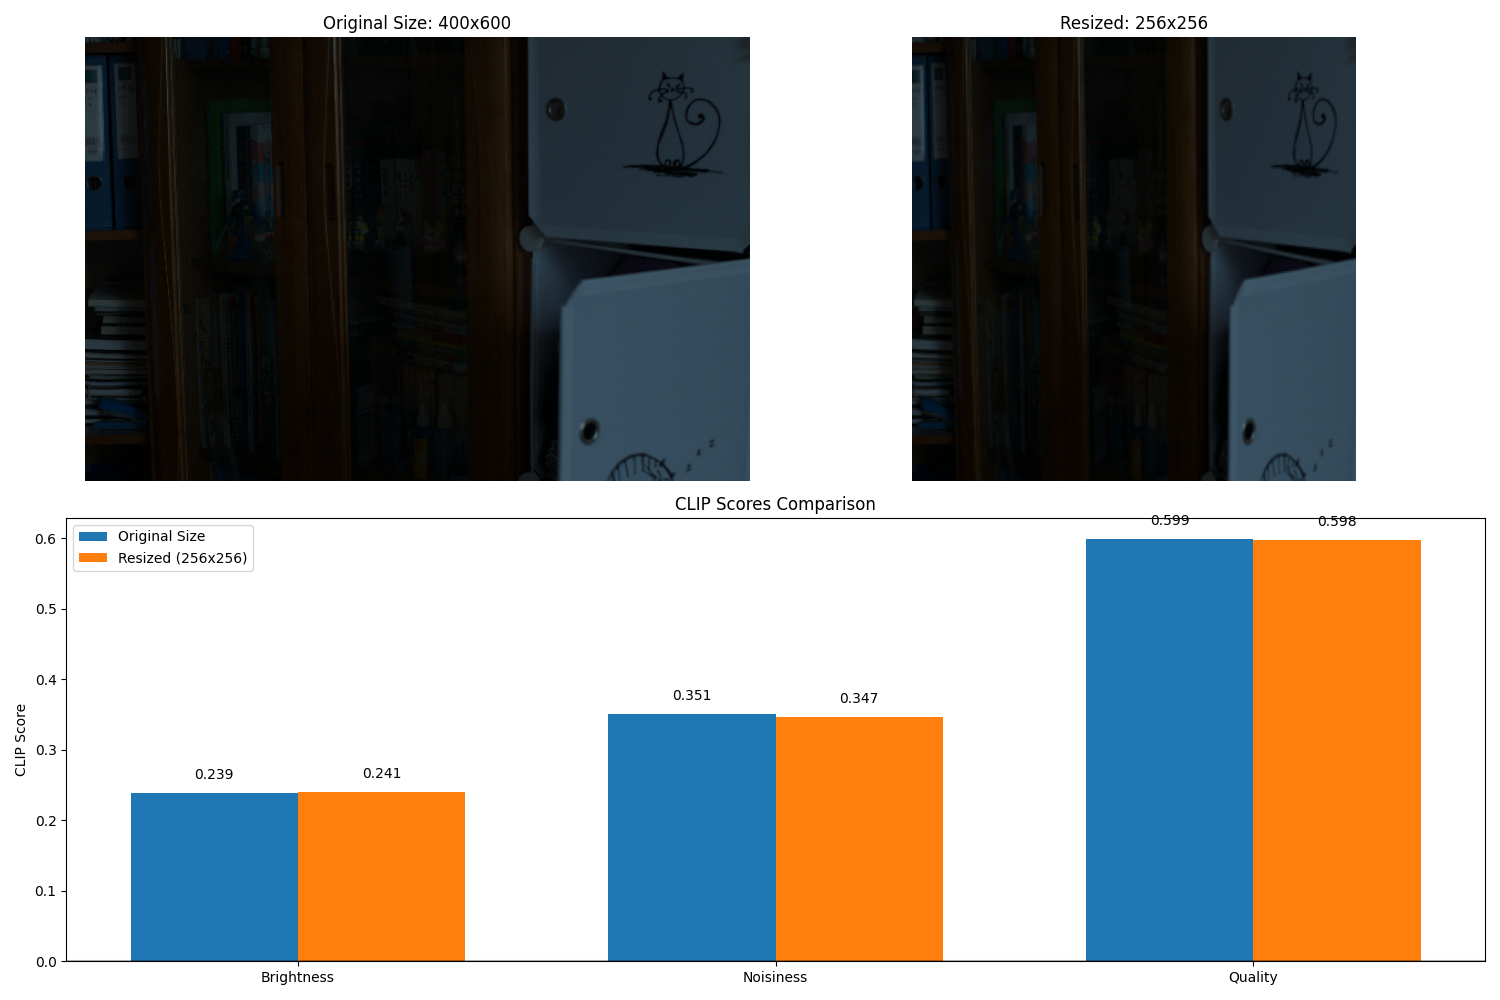 Original Size: 400x600
Resized: 256x256
CLIP Scores Comparison
Original Size
Resized (256x256)
CLIP Score
0.6
0.5
0.4
0.3
0.2
0.1
0.0
0.239
0.241
0.351
0.347
0.599
0.598
Brightness
Noisiness
Quality
z
z
z